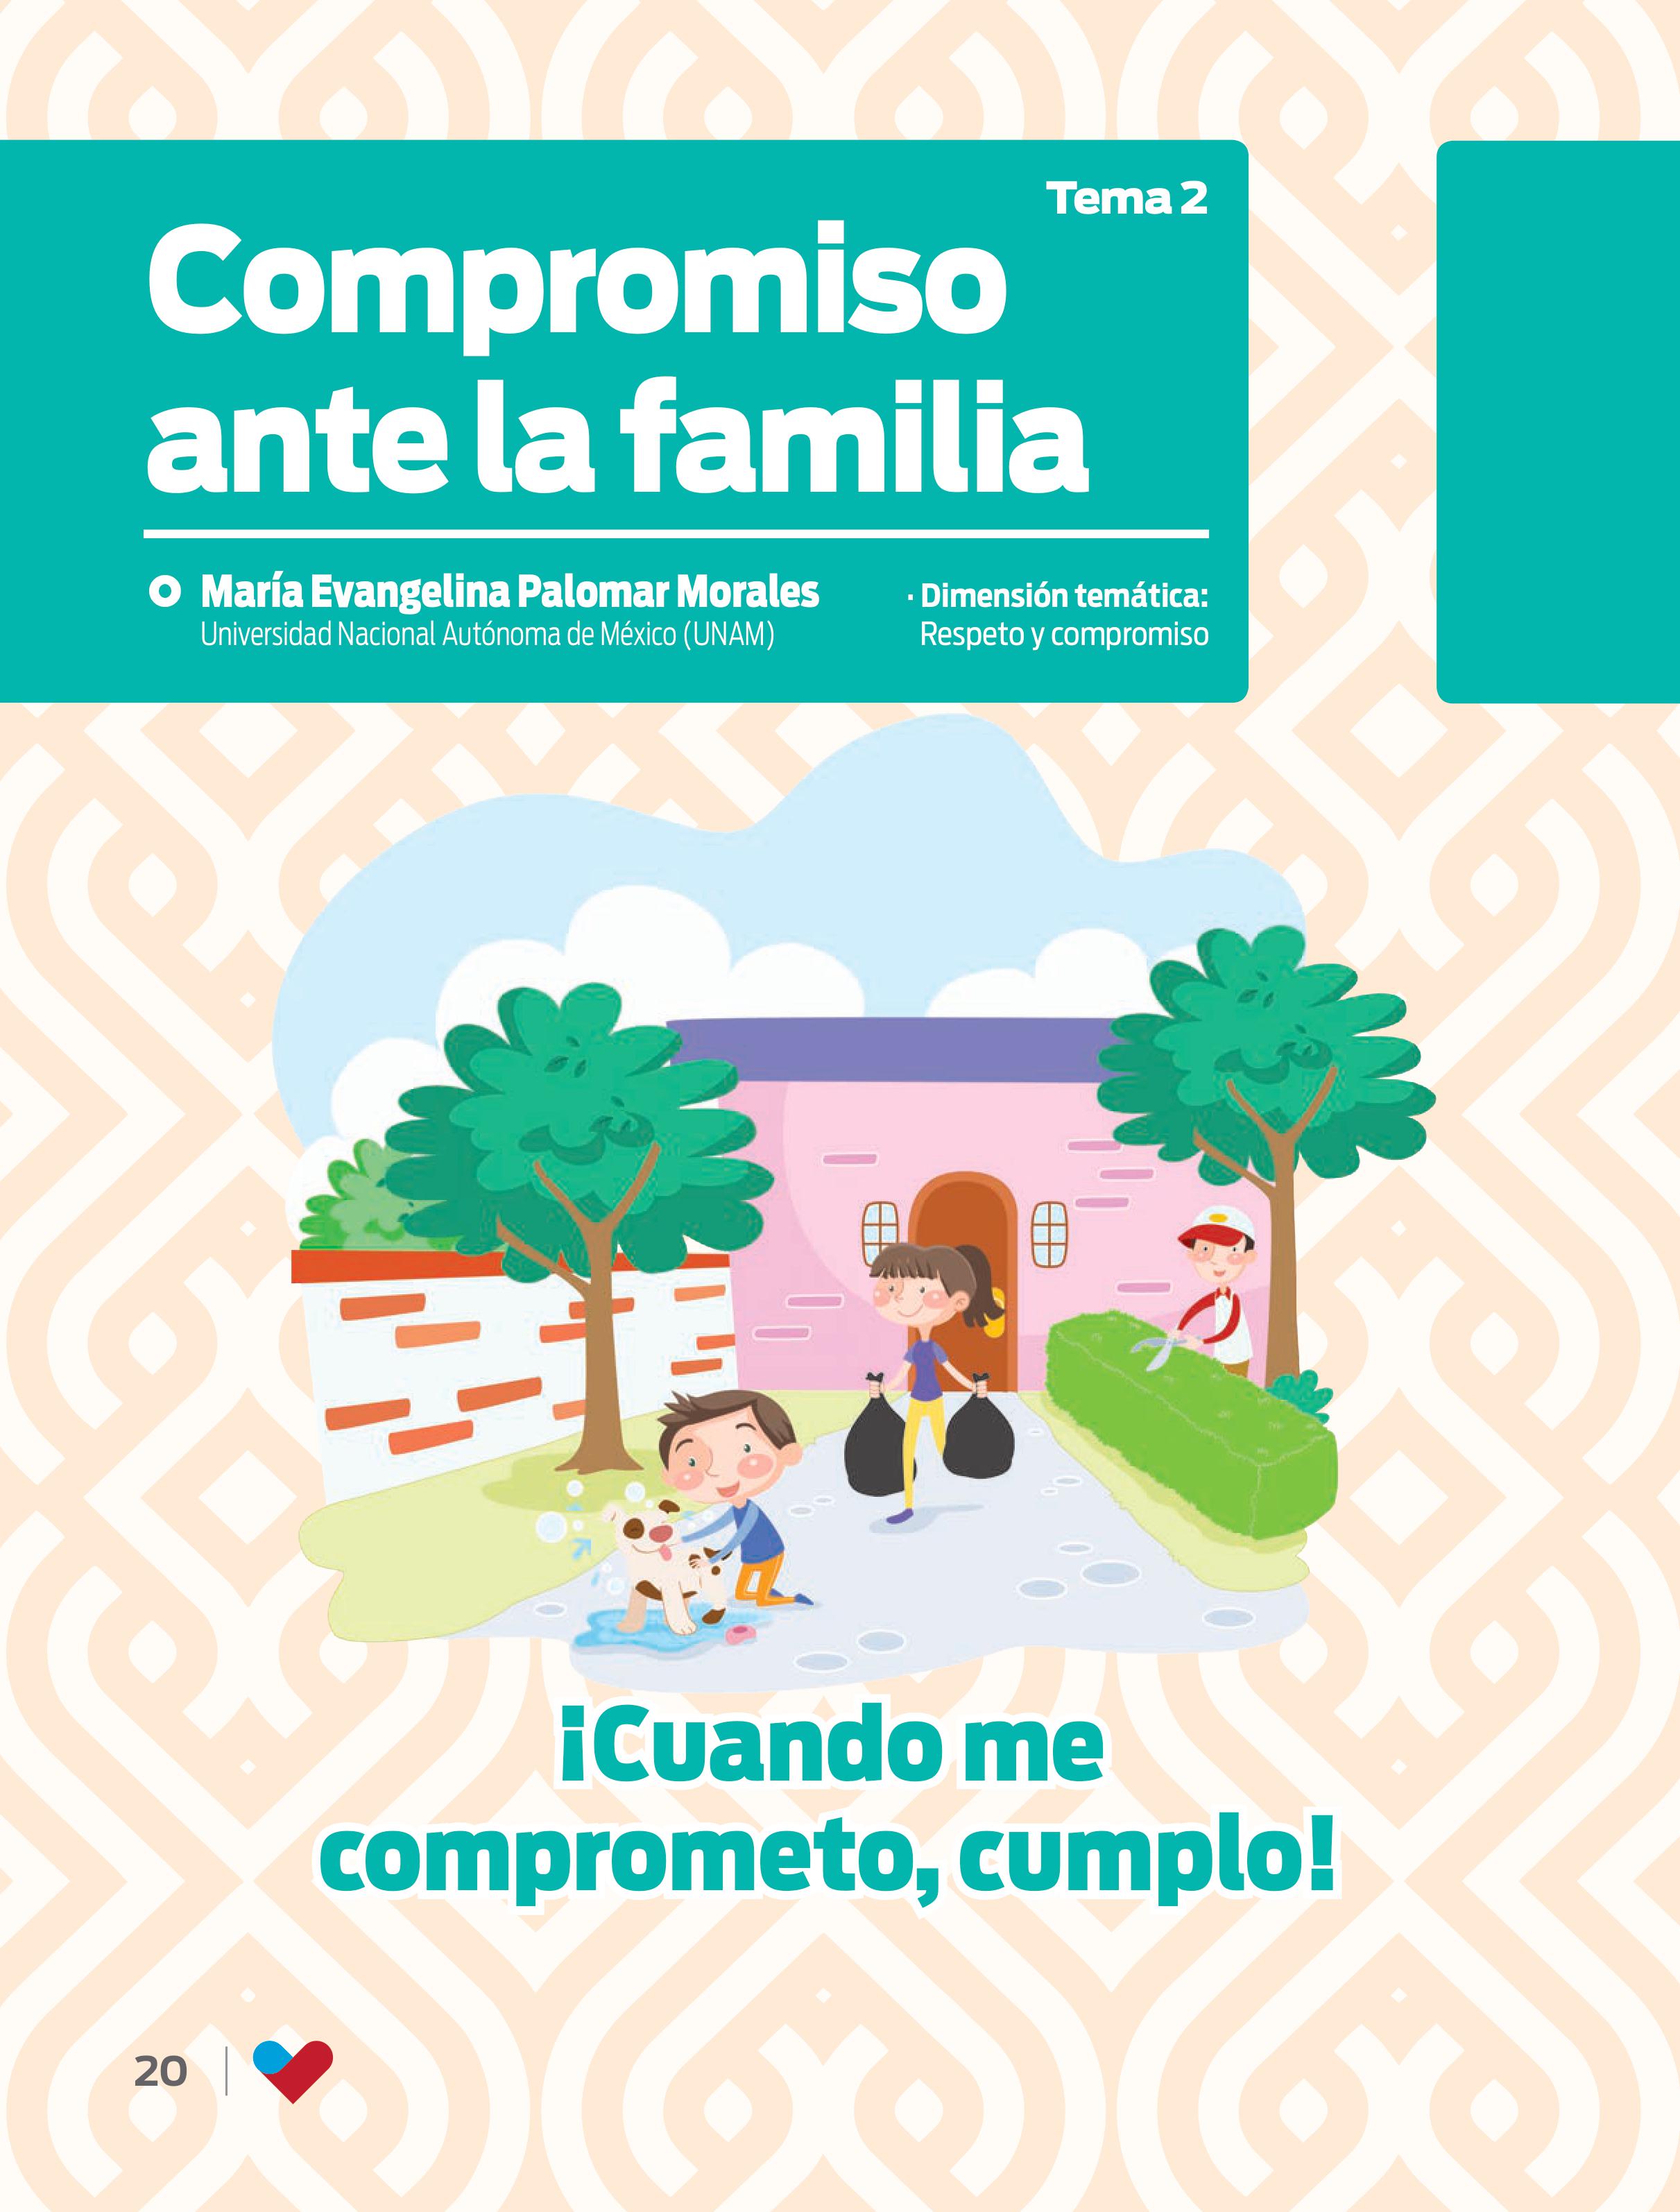 Tema 2
Compromiso
ante la familia
María Evangelina Palomar Morales
Universidad Nacional Autónoma de México (UNAM)
· Dimensión temática:
Respeto y compromiso
¡Cuando me
comprometo, cumplo!
20